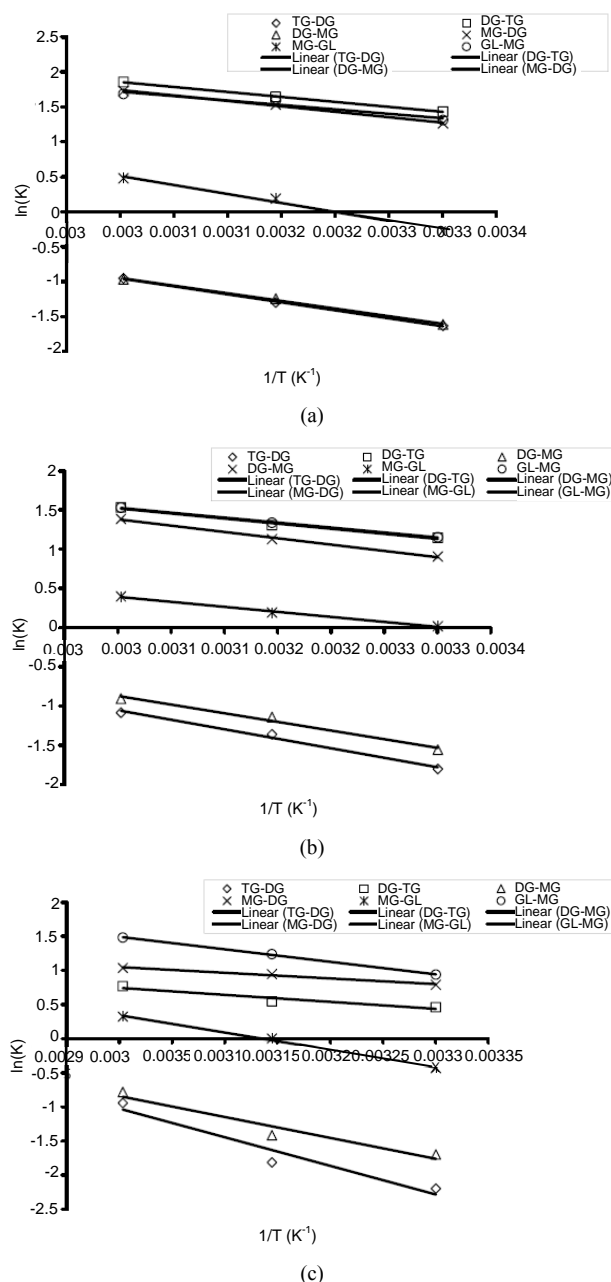 TG-DG DG-TG
DG-MG MG-DG
MG-GL GL-MG
Linear (TG-DG) Linear (DG-TG)
Linear (DG-MG) Linear (MG-DG)
2.5
2
1.5
1
0.5
0
-0.5
-1
-1.5
-2
ln(K)
0.003 0.003 0.0031 0.0031 0.0032 0.0032 0.0033 0.0033 0.0034
1/T (K-1)
(a)
TG-DG DG-TG DG-MG
DG-MG MG-GL GL-MG
Linear (TG-DG) Linear (DG-TG) Linear (DG-MG)
Linear (MG-DG) Linear (MG-GL) Linear (GL-MG)
2
1.5
1
0.5
0
-0.5
-1
-1.5
-2
ln(K)
0.003 0.003 0.0031 0.0031 0.0032 0.0032 0.0033 0.0033 0.0034
1/T (K-1)
(b)
TG-DG DG-TG DG-MG
MG-DG MG-GL GL-MG
Linear (TG-DG) Linear (DG-TG) Linear (DG-MG)
Linear (MG-DG) Linear (MG-GL) Linear (GL-MG)
2
1.5
1
0.5
0
-0.5
-1
-1.5
-2
-2.5
ln(K)
0.0029 0.003 0.00305 0.0031 0.00315 0.0032 0.00325 0.0033 0.00335
1/T (K-1)
(c)